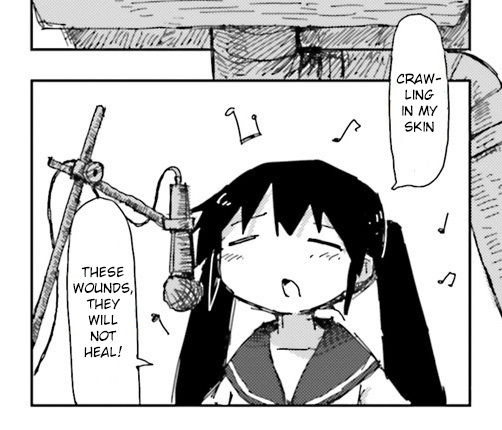 CRAW-
LING
IN MY
SKIN
THESE
WOUNDS,
THEY
WILL
NOT
HEAL!